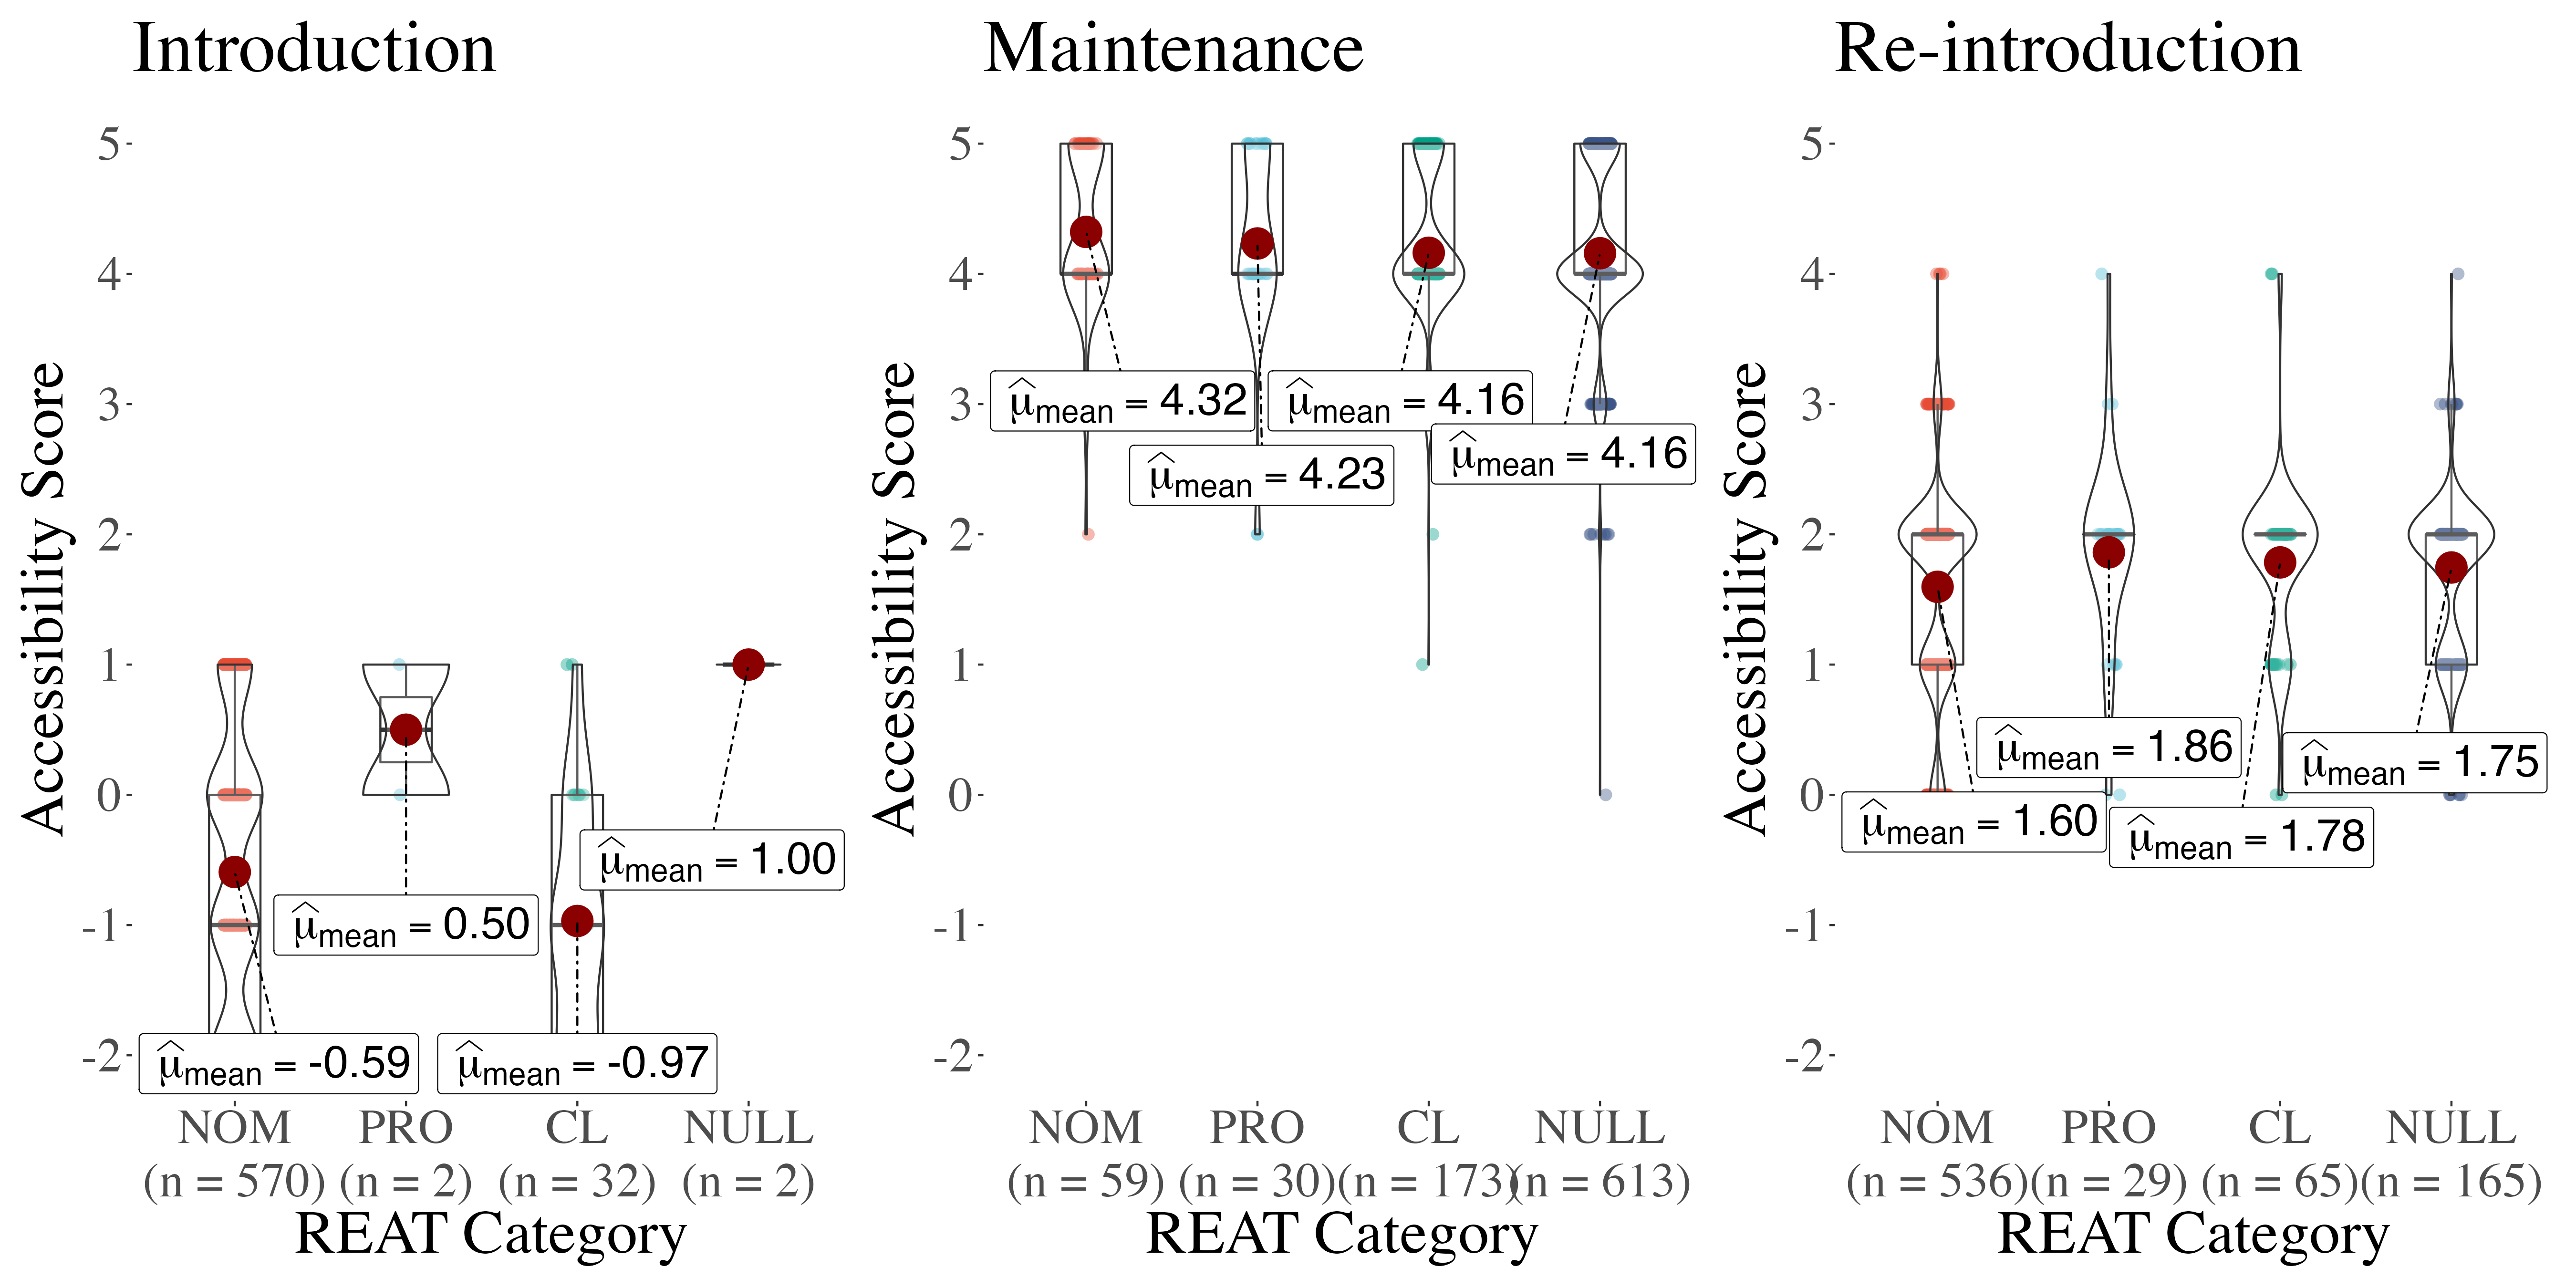 Introduction
Accessibility Score
5
4
3
2
1
0
-1
-2
μ̂mean = -0.59
μ̂mean = 0.50
μ̂mean = -0.97
μ̂mean = 1.00
NOM
(n = 570)
PRO
(n = 2)
CL
(n = 32)
NULL
(n = 2)
REAT Category
Maintenance
Accessibility Score
5
4
3
2
1
0
-1
-2
μ̂mean = 4.32
μ̂mean = 4.23
μ̂mean = 4.16
μ̂mean = 4.16
NOM
(n = 59)
PRO
(n = 30)
CL
(n = 173)
NULL
(n = 613)
REAT Category
Re-introduction
Accessibility Score
5
4
3
2
1
0
-1
-2
μ̂mean = 1.60
μ̂mean = 1.86
μ̂mean = 1.78
μ̂mean = 1.75
NOM
(n = 536)
PRO
(n = 29)
CL
(n = 65)
NULL
(n = 165)
REAT Category